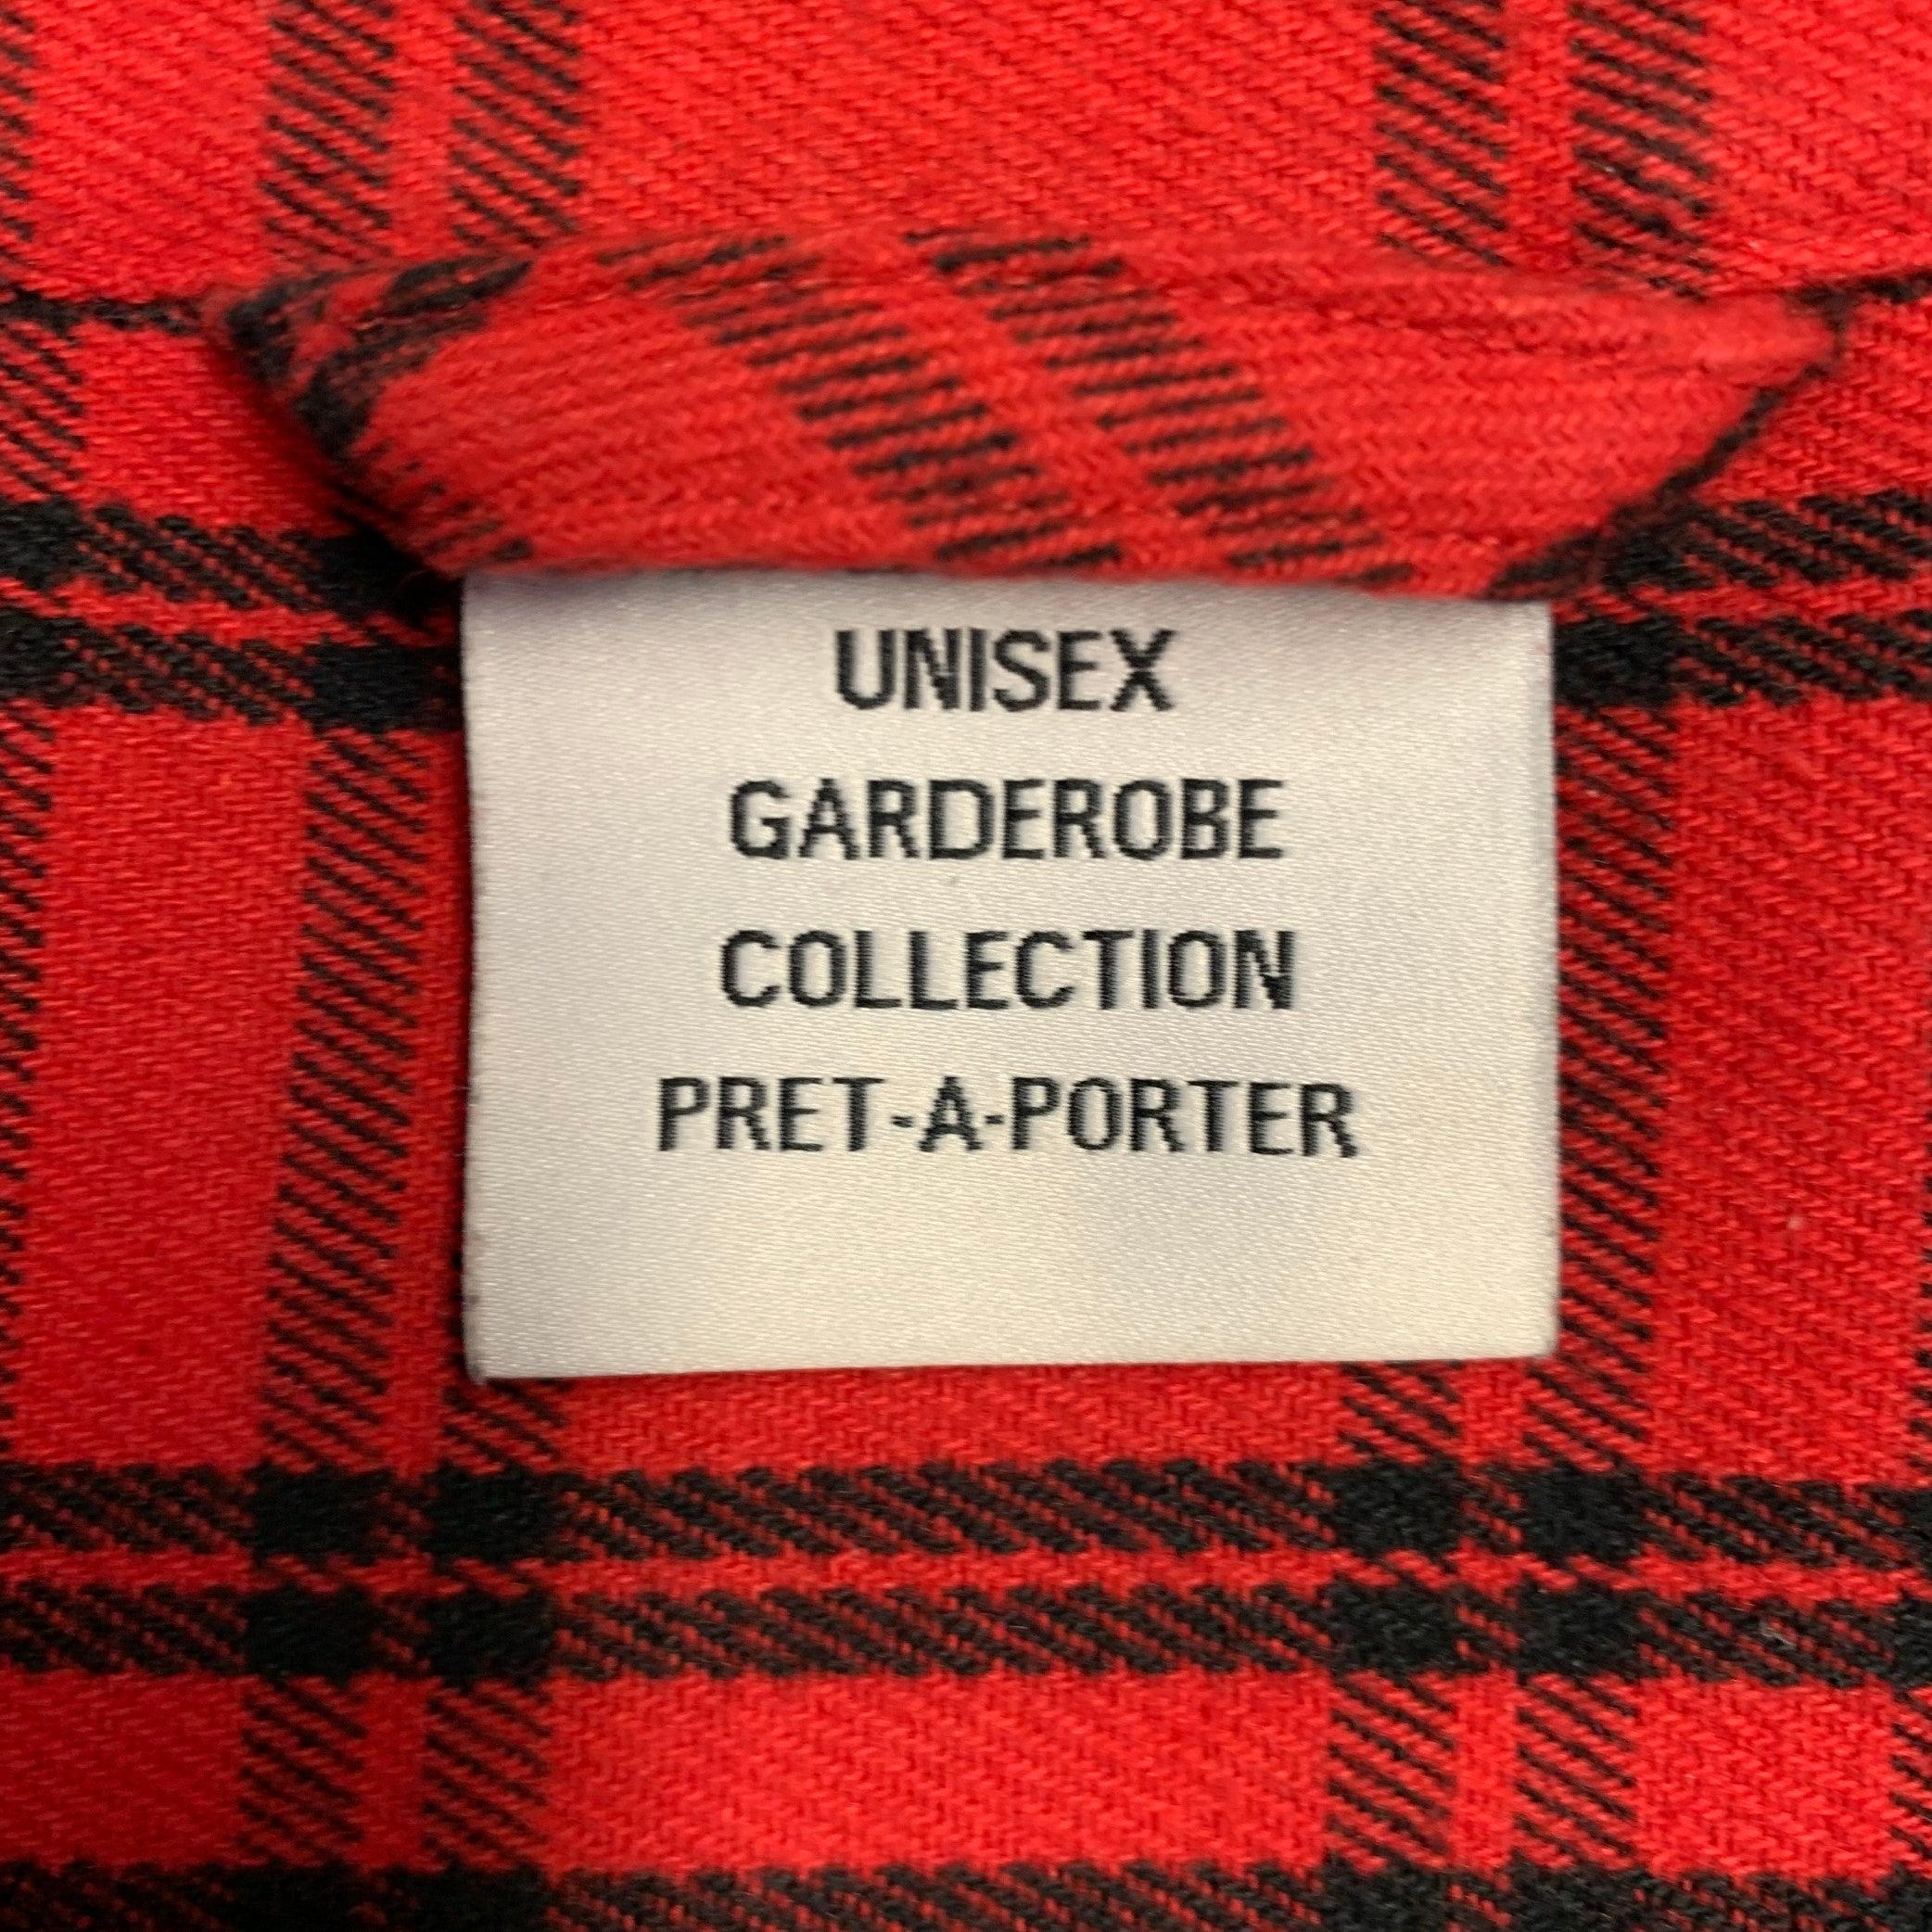 UNISEX
GARDEROBE
COLLECTION
PRET-A-PORTER